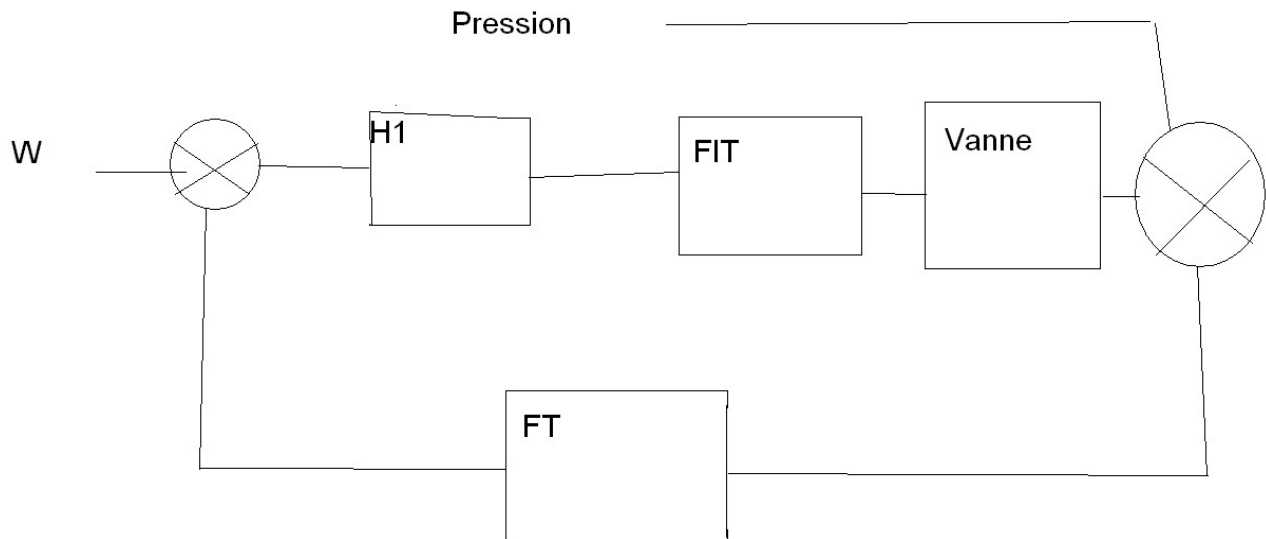 Pression
W
H1
FIT
Vanne
FT